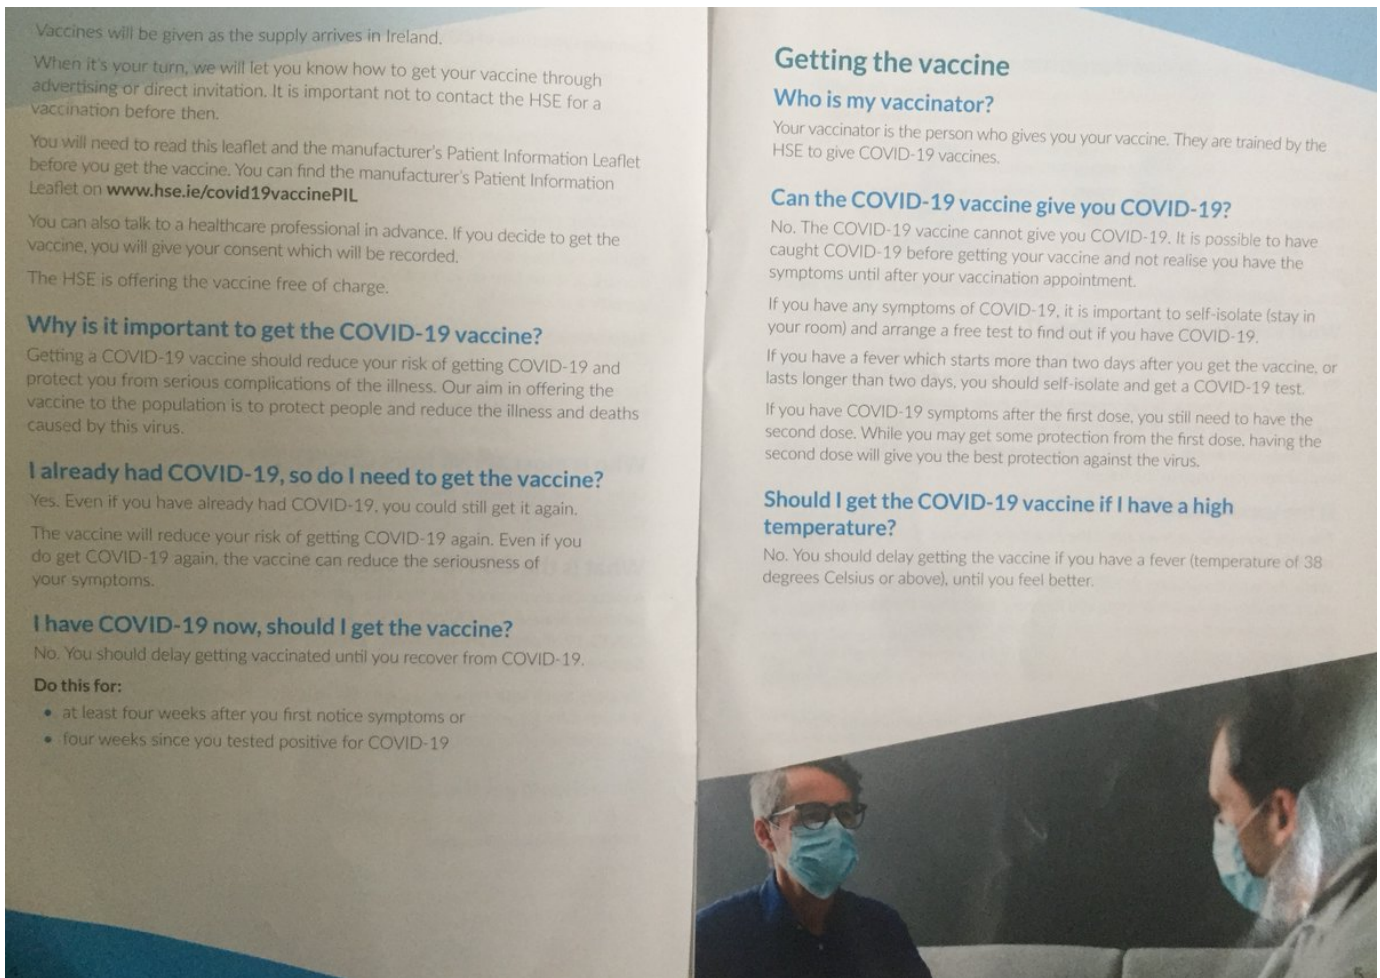 Vaccines will be given as the supply arrives in Ireland.
When it's your turn, we will let you know how to get your vaccine through
advertising or direct invitation. It is important not to contact the HSE for a
vaccination before then.
You will need to read this leaflet and the manufacturer's Patient Information Leaflet
before you get the vaccine. You can find the manufacturer's Patient Information
Leaflet on www.hse.ie/covid19vaccinePIL
You can also talk to a healthcare professional in advance. If you decide to get the
vaccine, you will give your consent which will be recorded.
The HSE is offering the vaccine free of charge.
Why is it important to get the COVID-19 vaccine?
Getting a COVID-19 vaccine should reduce your risk of getting COVID-19 and
protect you from serious complications of the illness. Our aim in offering the
vaccine to the population is to protect people and reduce the illness and deaths
caused by this virus.
I already had COVID-19, so do I need to get the vaccine?
Yes. Even if you have already had COVID-19, you could still get it again.
The vaccine will reduce your risk of getting COVID-19 again. Even if you
do get COVID-19 again, the vaccine can reduce the seriousness of
your symptoms.
I have COVID-19 now, should I get the vaccine?
No. You should delay getting vaccinated until you recover from COVID-19.
Do this for:
• at least four weeks after you first notice symptoms or
• four weeks since you tested positive for COVID-19
Getting the vaccine
Who is my vaccinator?
Your vaccinator is the person who gives you your vaccine. They are trained by the
HSE to give COVID-19 vaccines.
Can the COVID-19 vaccine give you COVID-19?
No. The COVID-19 vaccine cannot give you COVID-19. It is possible to have
caught COVID-19 before getting your vaccine and not realise you have the
symptoms until after your vaccination appointment.
If you have any symptoms of COVID-19, it is important to self-isolate (stay in
your room) and arrange a free test to find out if you have COVID-19.
If you have a fever which starts more than two days after you get the vaccine, or
lasts longer than two days, you should self-isolate and get a COVID-19 test.
If you have COVID-19 symptoms after the first dose, you still need to have the
second dose. While you may get some protection from the first dose, having the
second dose will give you the best protection against the virus.
Should I get the COVID-19 vaccine if I have a high
temperature?
No. You should delay getting the vaccine if you have a fever (temperature of 38
degrees Celsius or above), until you feel better.